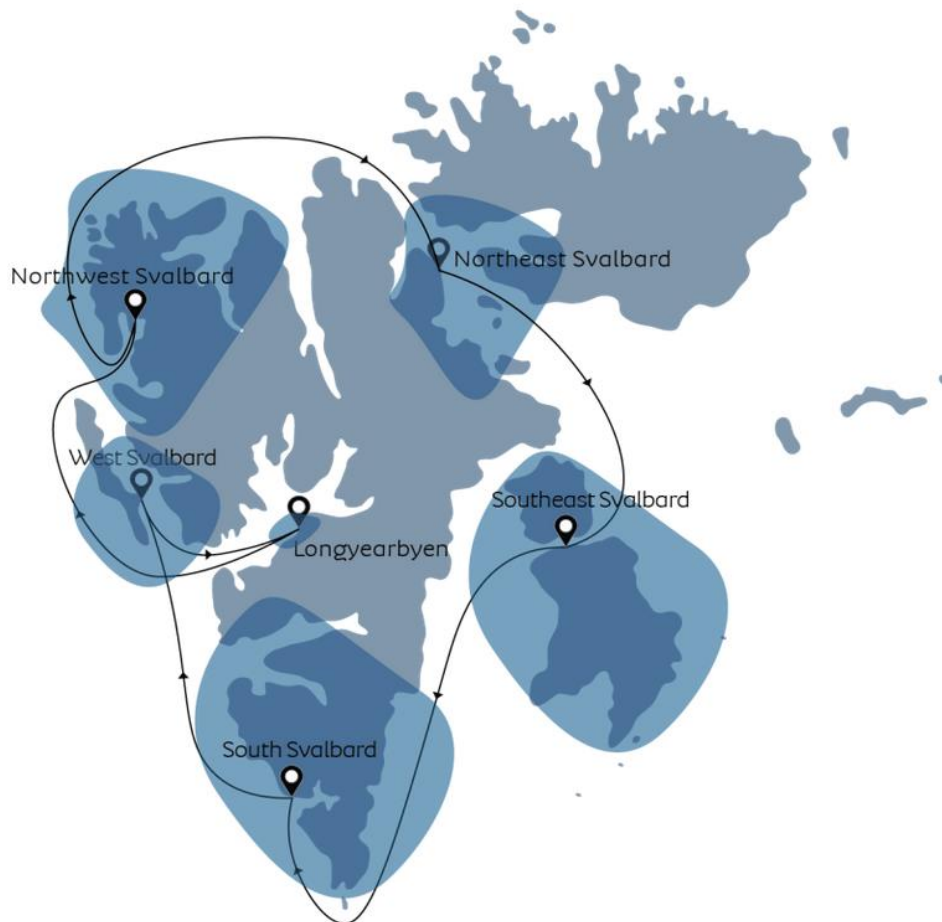 Northwest Svalbard
Northeast Svalbard
West Svalbard
Southeast Svalbard
Longyearbyen
South Svalbard